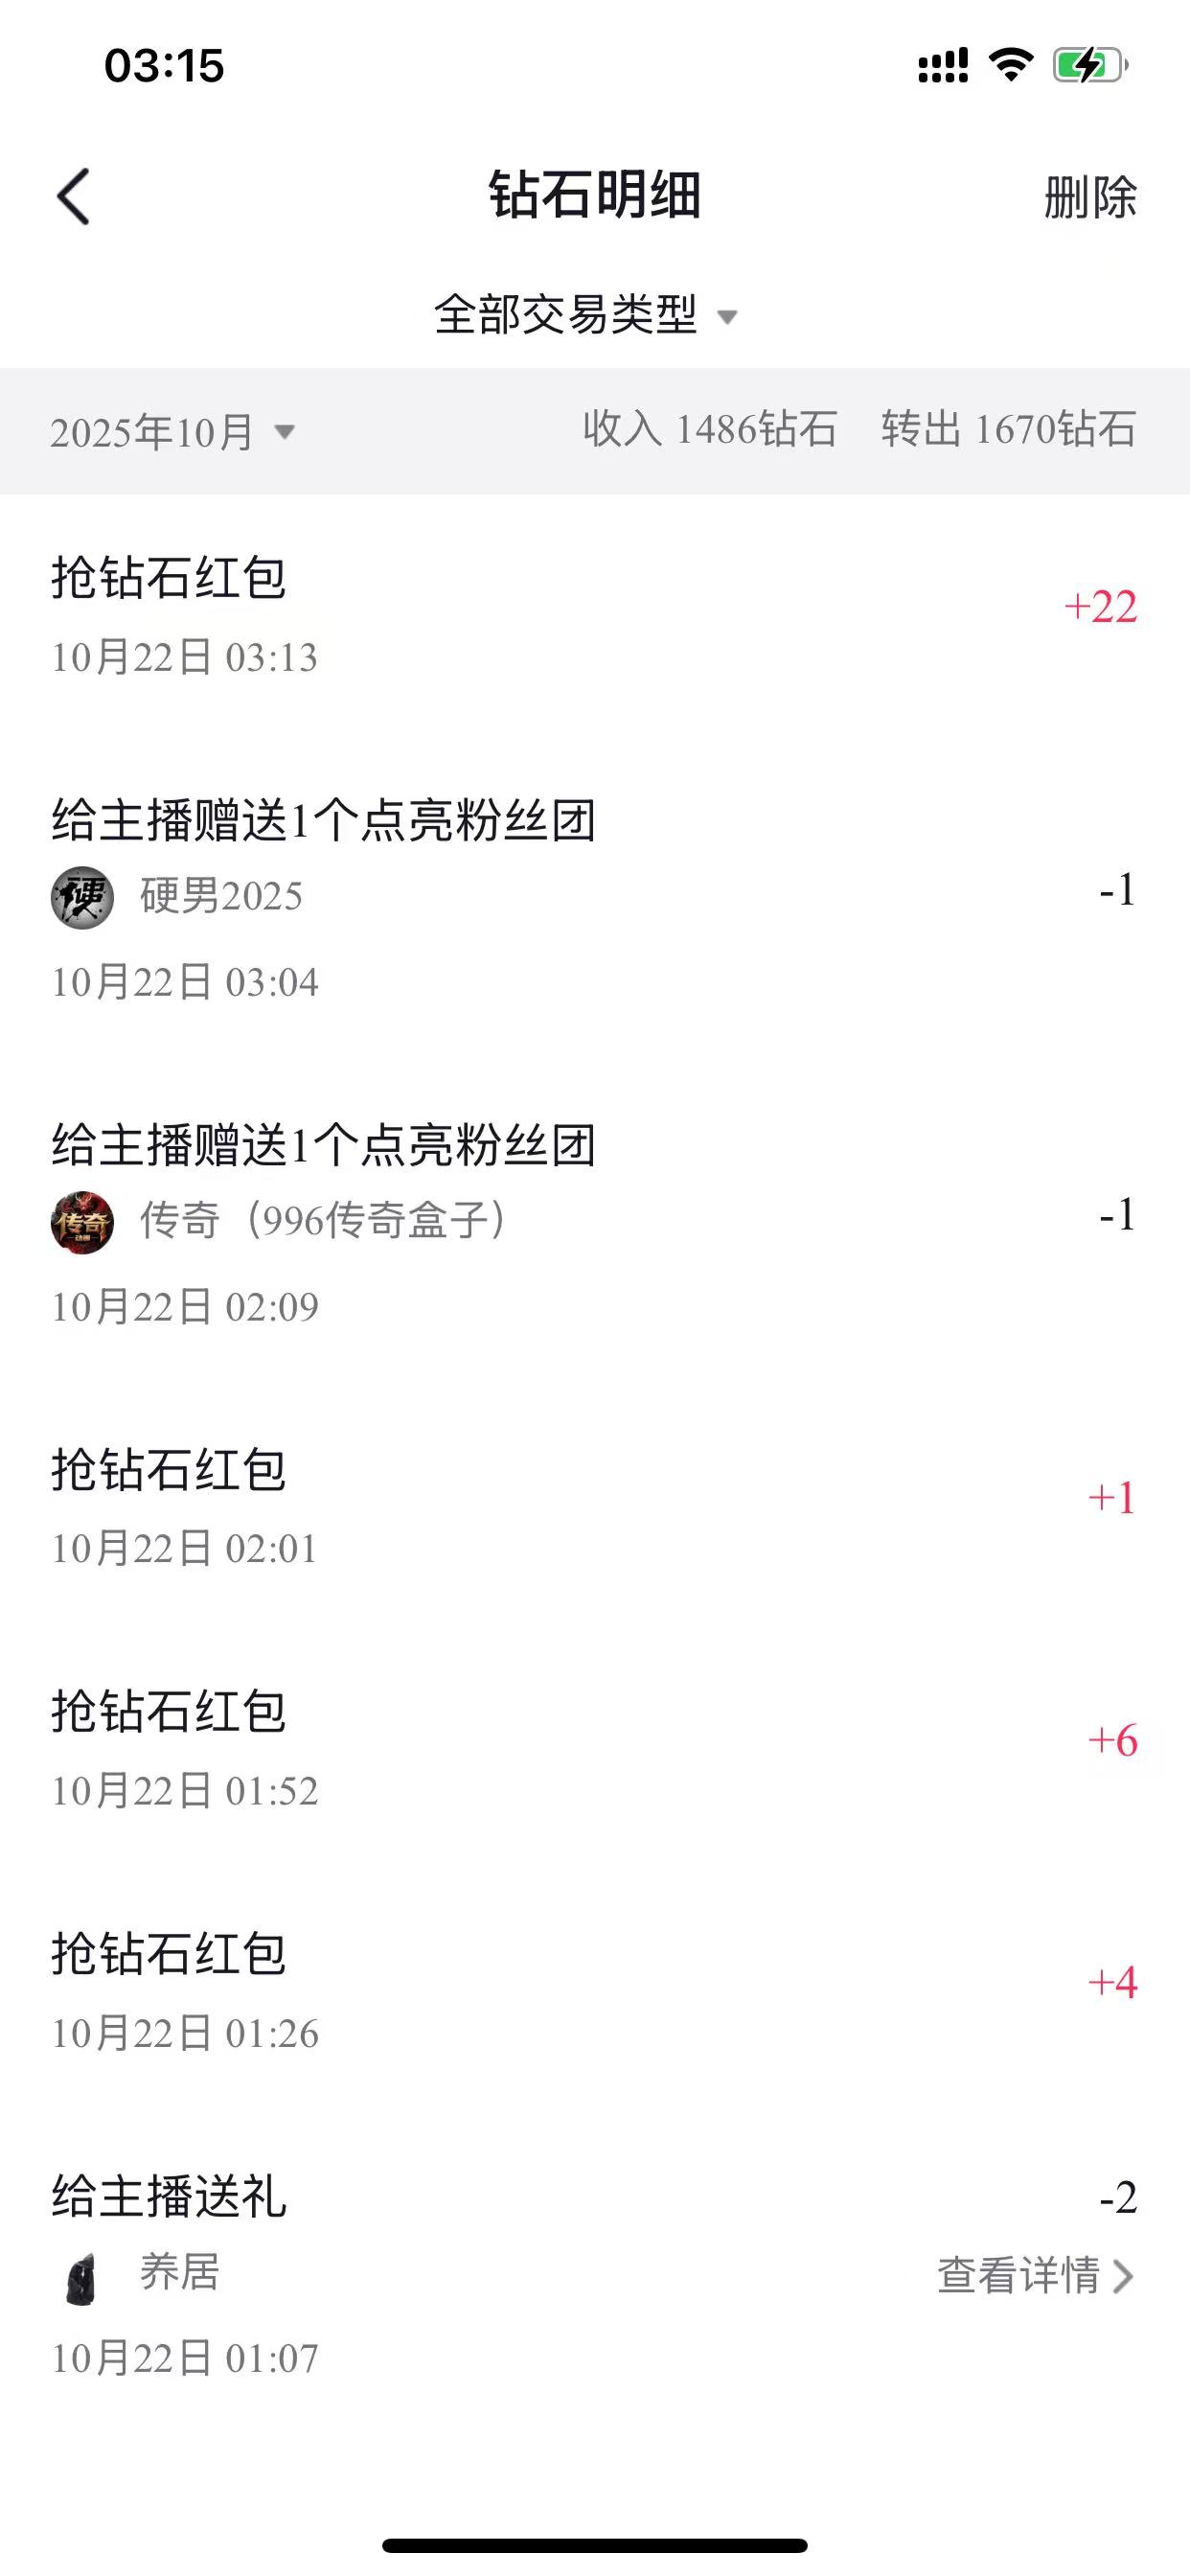 03:15
钻石明细
删除
全部交易类型
2025年10月 收入 1486钻石 转出 1670钻石
抢钻石红包
+22
10月22日 03:13
给主播赠送1个点亮粉丝团
硬
硬男2025
-1
10月22日 03:04
给主播赠送1个点亮粉丝团
传奇
传奇（996传奇盒子）
-1
10月22日 02:09
抢钻石红包
+1
10月22日 02:01
抢钻石红包
+6
10月22日 01:52
抢钻石红包
+4
10月22日 01:26
给主播送礼
-2
养居
查看详情
10月22日 01:07